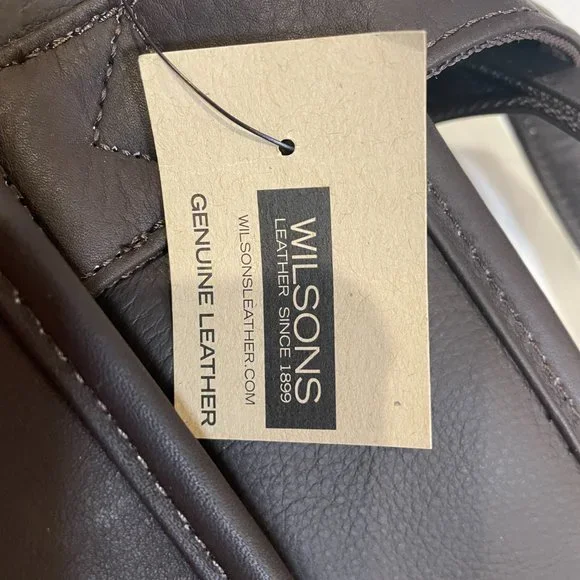 WILSONS
LEATHER SINCE 1899
WILSONSLEATHER.COM
GENUINE LEATHER